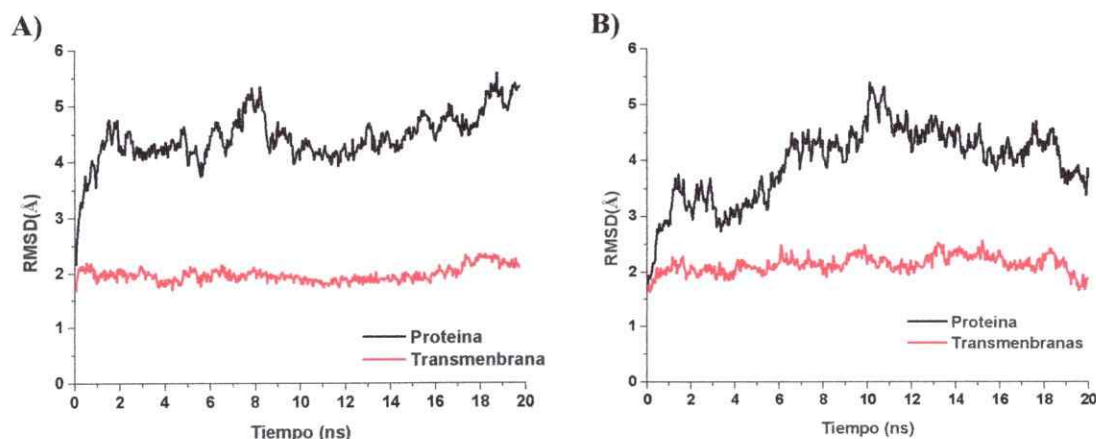 A)
6
5
4
3
2
1
0
RMSD(Å)
Proteina
Transmenbrana
0 2 4 6 8 10 12 14 16 18 20
Tiempo (ns)
B)
6
5
4
3
2
1
0
RMSD(Å)
Proteina
Transmenbranas
0 2 4 6 8 10 12 14 16 18 20
Tiempo (ns)